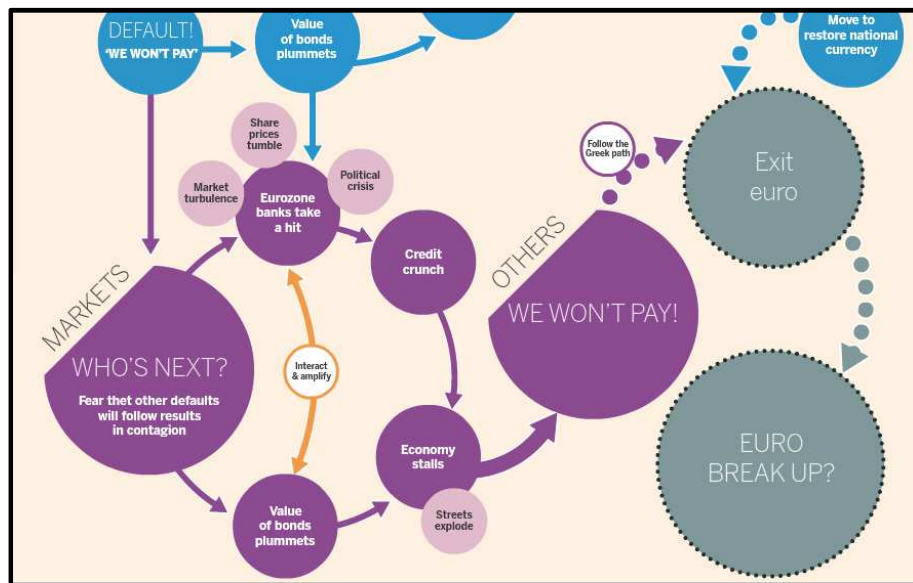 DEFAULT!
‘WE WON’T PAY’
Value
of bonds
plummets
Move to
restore national
currency
Share
prices
tumble
Market
turbulence
Political
crisis
Eurozone
banks take
a hit
Follow the
Greek path
Exit
euro
Credit
crunch
MARKETS
WHO’S NEXT?
Fear thet other defaults
will follow results
in contagion
Interact
& amplify
OTHERS
WE WON’T PAY!
Economy
stalls
Streets
explode
Value
of bonds
plummets
EURO
BREAK UP?